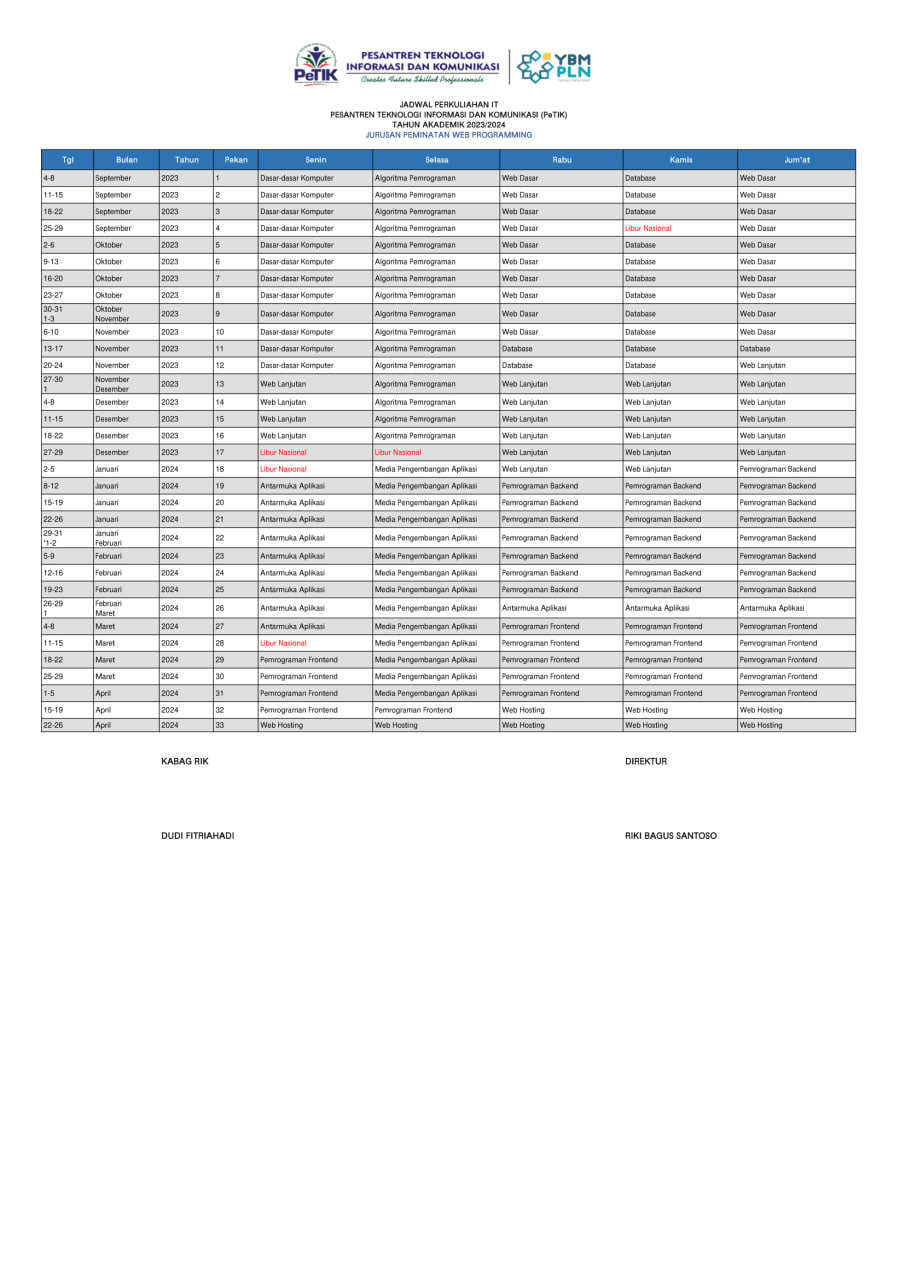 PeTIK
PESANTREN TEKNOLOGI
INFORMASI DAN KOMUNIKASI
Creates Future Skilled Professionals
YBM
PLN
JADWAL PERKULIAHAN IT
PESANTREN TEKNOLOGI INFORMASI DAN KOMUNIKASI (PeTIK)
TAHUN AKADEMIK 2023/2024
JURUSAN PEMINATAN WEB PROGRAMMING
Tgl Bulan Tahun Pekan Senin Selasa Rabu Kamis Jum'at
4-8 September 2023 1 Dasar-dasar Komputer Algoritma Pemrograman Web Dasar Database Web Dasar
11-15 September 2023 2 Dasar-dasar Komputer Algoritma Pemrograman Web Dasar Database Web Dasar
18-22 September 2023 3 Dasar-dasar Komputer Algoritma Pemrograman Web Dasar Database Web Dasar
25-29 September 2023 4 Dasar-dasar Komputer Algoritma Pemrograman Web Dasar Libur Nasional Web Dasar
2-6 Oktober 2023 5 Dasar-dasar Komputer Algoritma Pemrograman Web Dasar Database Web Dasar
9-13 Oktober 2023 6 Dasar-dasar Komputer Algoritma Pemrograman Web Dasar Database Web Dasar
16-20 Oktober 2023 7 Dasar-dasar Komputer Algoritma Pemrograman Web Dasar Database Web Dasar
23-27 Oktober 2023 8 Dasar-dasar Komputer Algoritma Pemrograman Web Dasar Database Web Dasar
30-31 Oktober
1-3 November 2023 9 Dasar-dasar Komputer Algoritma Pemrograman Web Dasar Database Web Dasar
6-10 November 2023 10 Dasar-dasar Komputer Algoritma Pemrograman Web Dasar Database Web Dasar
13-17 November 2023 11 Dasar-dasar Komputer Algoritma Pemrograman Database Database Database
20-24 November 2023 12 Dasar-dasar Komputer Algoritma Pemrograman Database Database Web Lanjutan
27-30 November
1 Desember 2023 13 Web Lanjutan Algoritma Pemrograman Web Lanjutan Web Lanjutan Web Lanjutan
4-8 Desember 2023 14 Web Lanjutan Algoritma Pemrograman Web Lanjutan Web Lanjutan Web Lanjutan
11-15 Desember 2023 15 Web Lanjutan Algoritma Pemrograman Web Lanjutan Web Lanjutan Web Lanjutan
18-22 Desember 2023 16 Web Lanjutan Algoritma Pemrograman Web Lanjutan Web Lanjutan Web Lanjutan
27-29 Desember 2023 17 Libur Nasional Libur Nasional Web Lanjutan Web Lanjutan Web Lanjutan
2-5 Januari 2024 18 Libur Nasional Media Pengembangan Aplikasi Web Lanjutan Web Lanjutan Pemrograman Backend
8-12 Januari 2024 19 Antarmuka Aplikasi Media Pengembangan Aplikasi Pemrograman Backend Pemrograman Backend Pemrograman Backend
15-19 Januari 2024 20 Antarmuka Aplikasi Media Pengembangan Aplikasi Pemrograman Backend Pemrograman Backend Pemrograman Backend
22-26 Januari 2024 21 Antarmuka Aplikasi Media Pengembangan Aplikasi Pemrograman Backend Pemrograman Backend Pemrograman Backend
29-31 Januari
'1-2 Februari 2024 22 Antarmuka Aplikasi Media Pengembangan Aplikasi Pemrograman Backend Pemrograman Backend Pemrograman Backend
5-9 Februari 2024 23 Antarmuka Aplikasi Media Pengembangan Aplikasi Pemrograman Backend Pemrograman Backend Pemrograman Backend
12-16 Februari 2024 24 Antarmuka Aplikasi Media Pengembangan Aplikasi Pemrograman Backend Pemrograman Backend Pemrograman Backend
19-23 Februari 2024 25 Antarmuka Aplikasi Media Pengembangan Aplikasi Pemrograman Backend Pemrograman Backend Pemrograman Backend
26-29 Februari
1 Maret 2024 26 Antarmuka Aplikasi Media Pengembangan Aplikasi Antarmuka Aplikasi Antarmuka Aplikasi Antarmuka Aplikasi
4-8 Maret 2024 27 Antarmuka Aplikasi Media Pengembangan Aplikasi Pemrograman Frontend Pemrograman Frontend Pemrograman Frontend
11-15 Maret 2024 28 Libur Nasional Media Pengembangan Aplikasi Pemrograman Frontend Pemrograman Frontend Pemrograman Frontend
18-22 Maret 2024 29 Pemrograman Frontend Media Pengembangan Aplikasi Pemrograman Frontend Pemrograman Frontend Pemrograman Frontend
25-29 Maret 2024 30 Pemrograman Frontend Media Pengembangan Aplikasi Pemrograman Frontend Pemrograman Frontend Pemrograman Frontend
1-5 April 2024 31 Pemrograman Frontend Media Pengembangan Aplikasi Pemrograman Frontend Pemrograman Frontend Pemrograman Frontend
15-19 April 2024 32 Pemrograman Frontend Pemrograman Frontend Web Hosting Web Hosting Web Hosting
22-26 April 2024 33 Web Hosting Web Hosting Web Hosting Web Hosting Web Hosting
KABAG RIK DIREKTUR
DUDI FITRIAHADI RIKI BAGUS SANTOSO